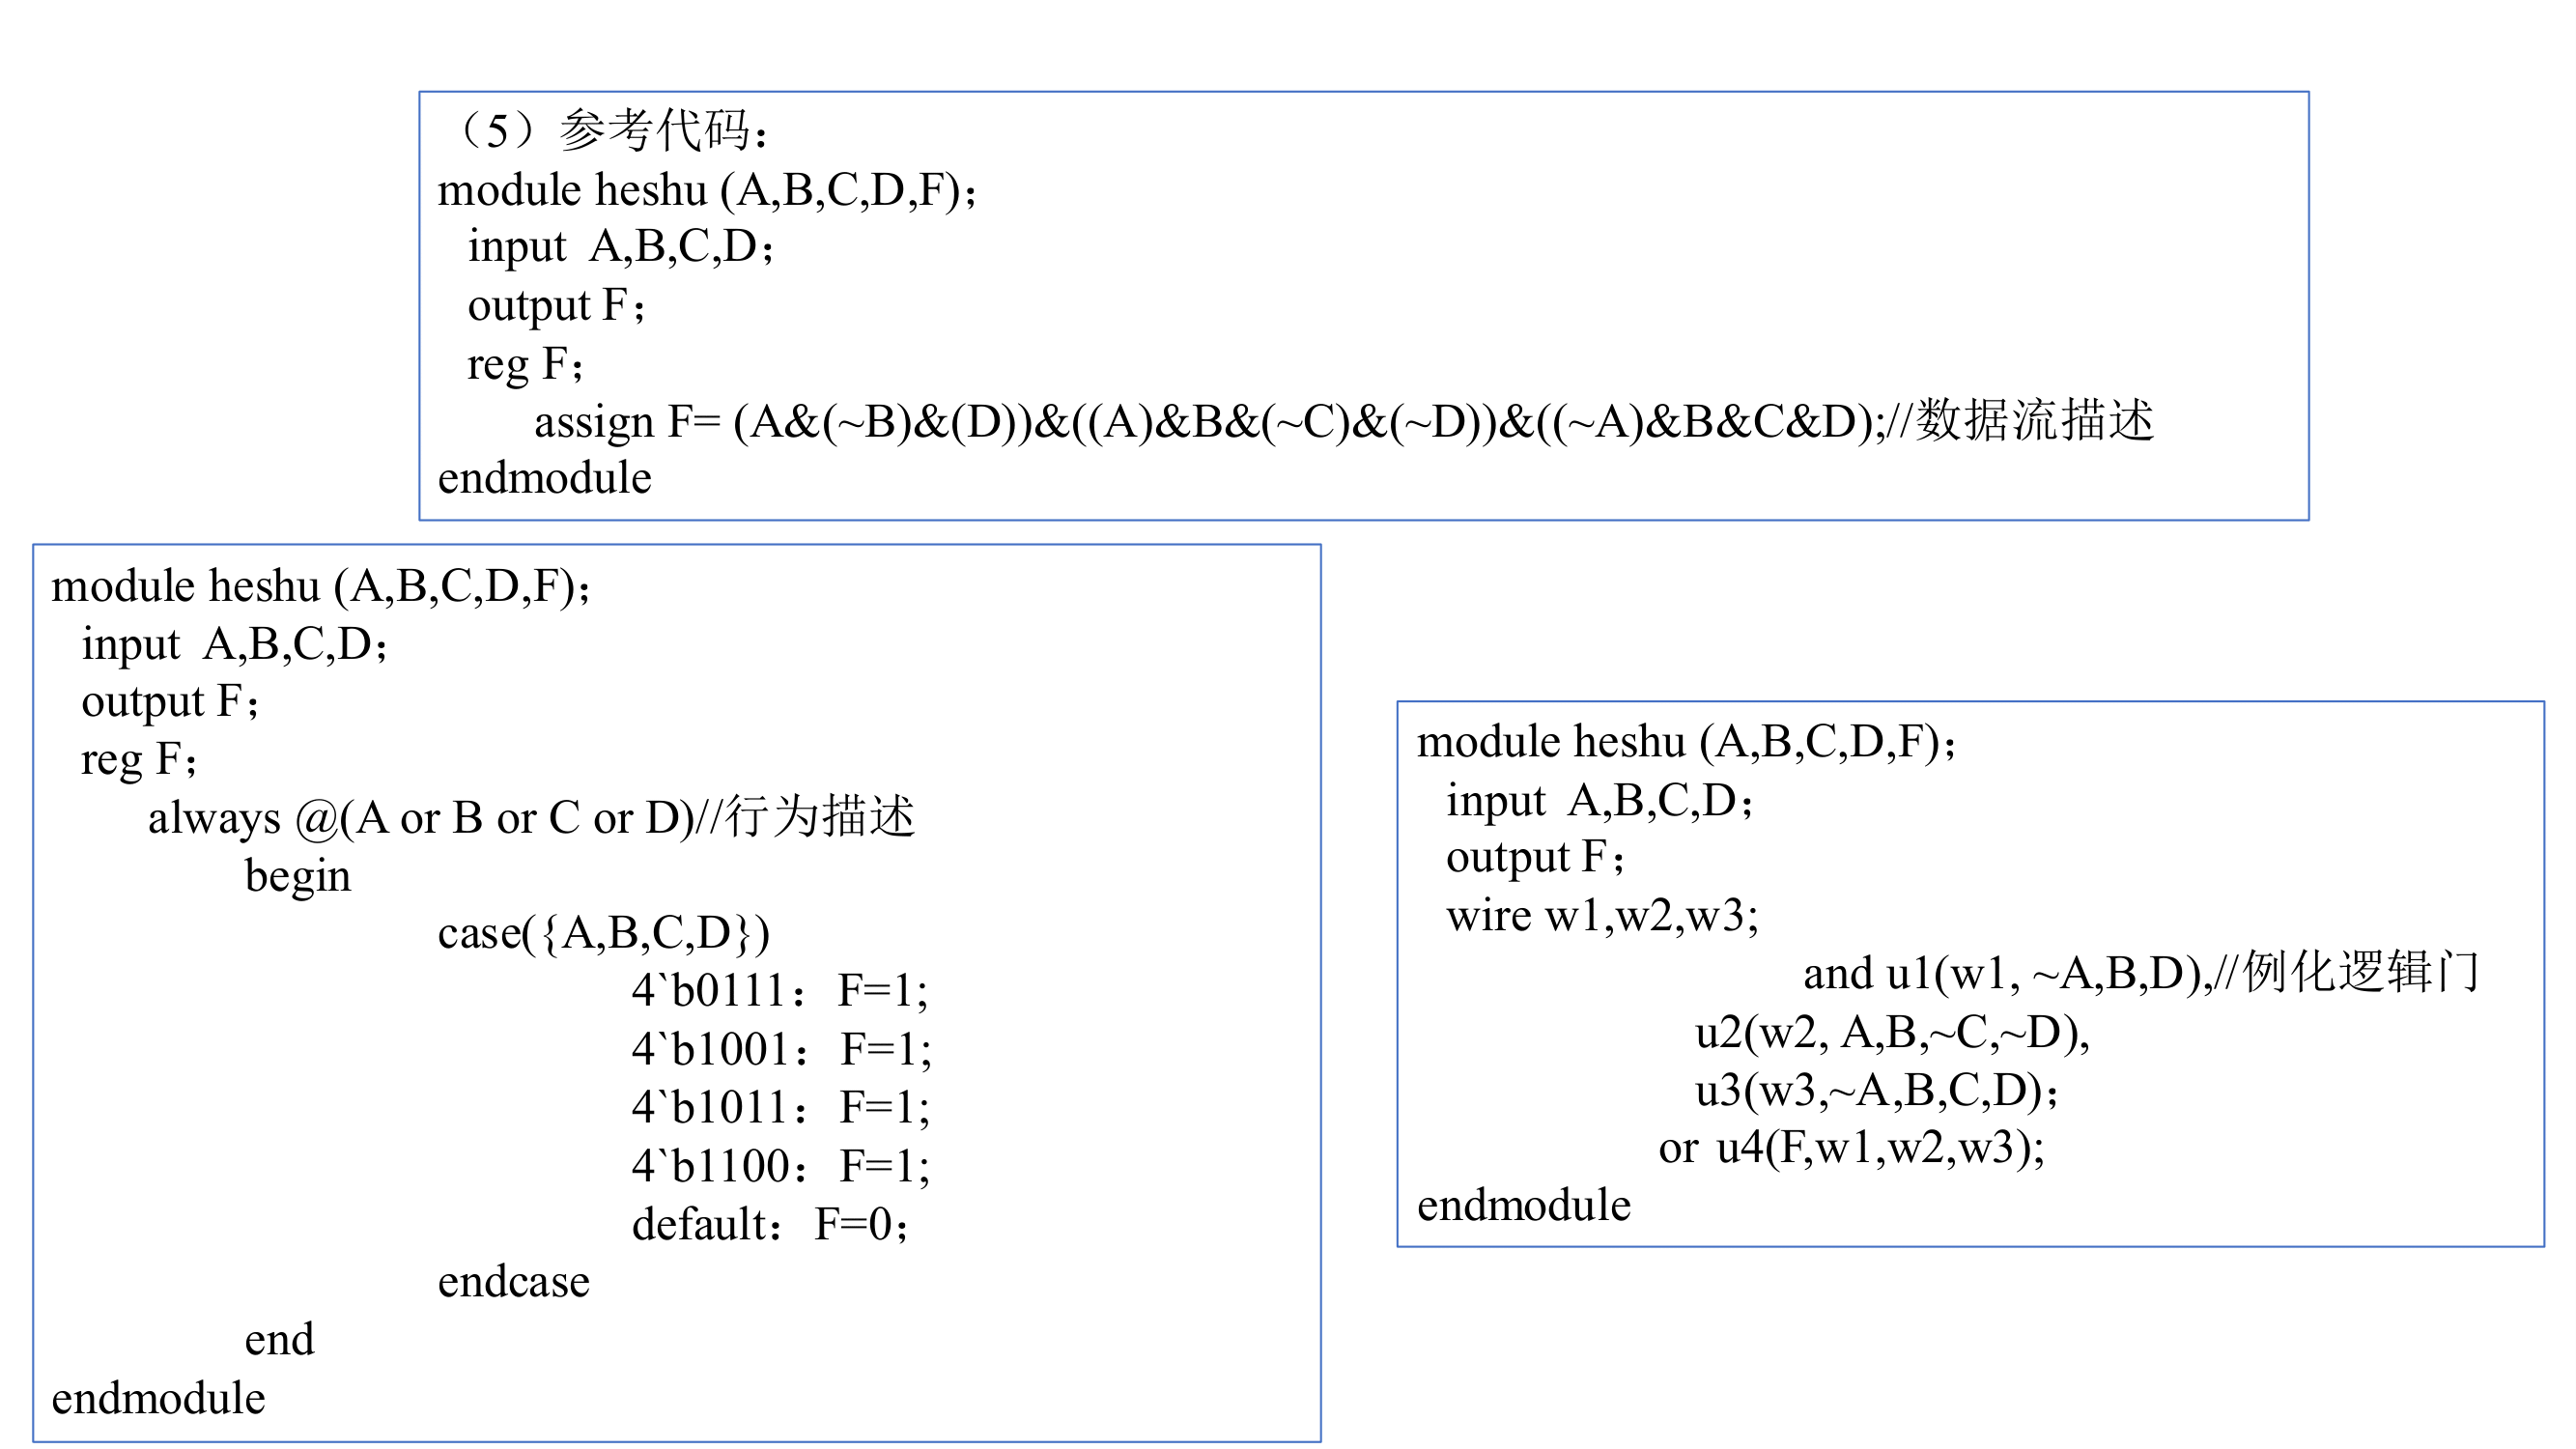 （5）参考代码：
module heshu (A,B,C,D,F)；
input  A,B,C,D；
output F；
reg F；
assign F= (A&(~B)&(D))&((A)&B&(~C)&(~D))&((~A)&B&C&D);//数据流描述
endmodule
module heshu (A,B,C,D,F)；
input  A,B,C,D；
output F；
reg F；
always @(A or B or C or D)//行为描述
begin
case({A,B,C,D})
4`b0111：F=1;
4`b1001：F=1;
4`b1011：F=1;
4`b1100：F=1;
default：F=0；
endcase
end
endmodule
module heshu (A,B,C,D,F)；
input  A,B,C,D；
output F；
wire w1,w2,w3;
and u1(w1, ~A,B,D),//例化逻辑门
u2(w2, A,B,~C,~D),
u3(w3,~A,B,C,D)；
or u4(F,w1,w2,w3);
endmodule